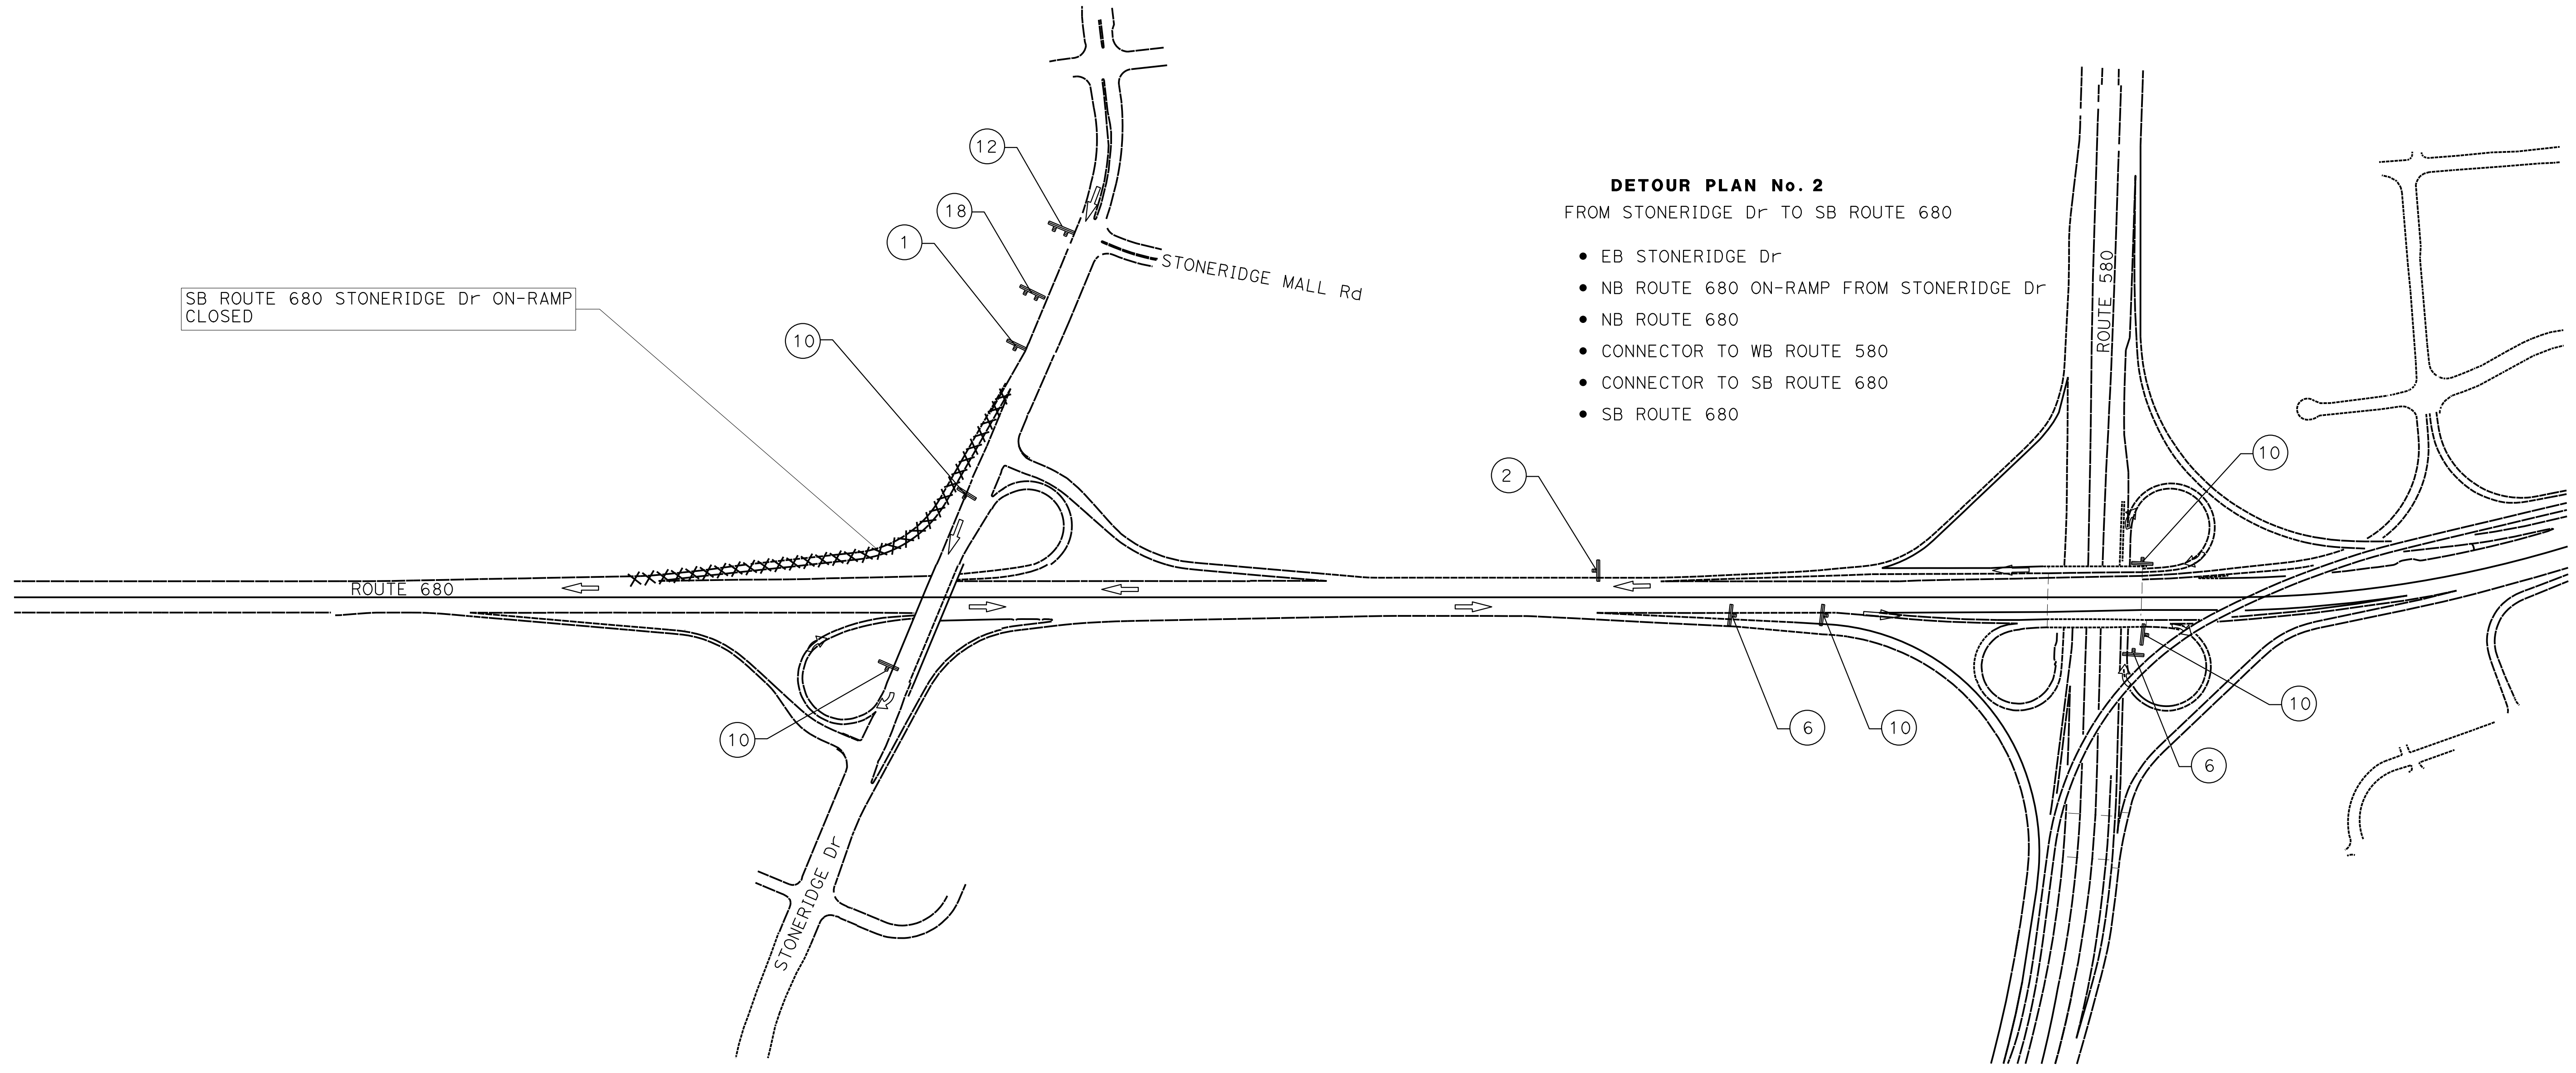 12
18
1
10
SB ROUTE 680 STONERIDGE Dr ON-RAMP
CLOSED
STONERIDGE MALL Rd
DETOUR PLAN No. 2
FROM STONERIDGE Dr TO SB ROUTE 680
• EB STONERIDGE Dr
• NB ROUTE 680 ON-RAMP FROM STONERIDGE Dr
• NB ROUTE 680
• CONNECTOR TO WB ROUTE 580
• CONNECTOR TO SB ROUTE 680
• SB ROUTE 680
ROUTE 580
2
10
ROUTE 680
10
6
10
10
6
STONERIDGE Dr